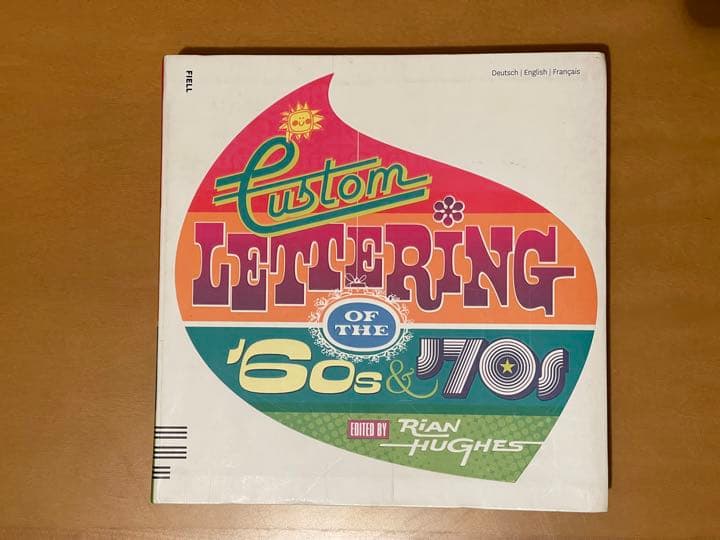 FIELL
Deutsch | English | Français
Custom
LETTERING
OF THE
'60s & '70s
EDITED BY RIAN
HUGHES